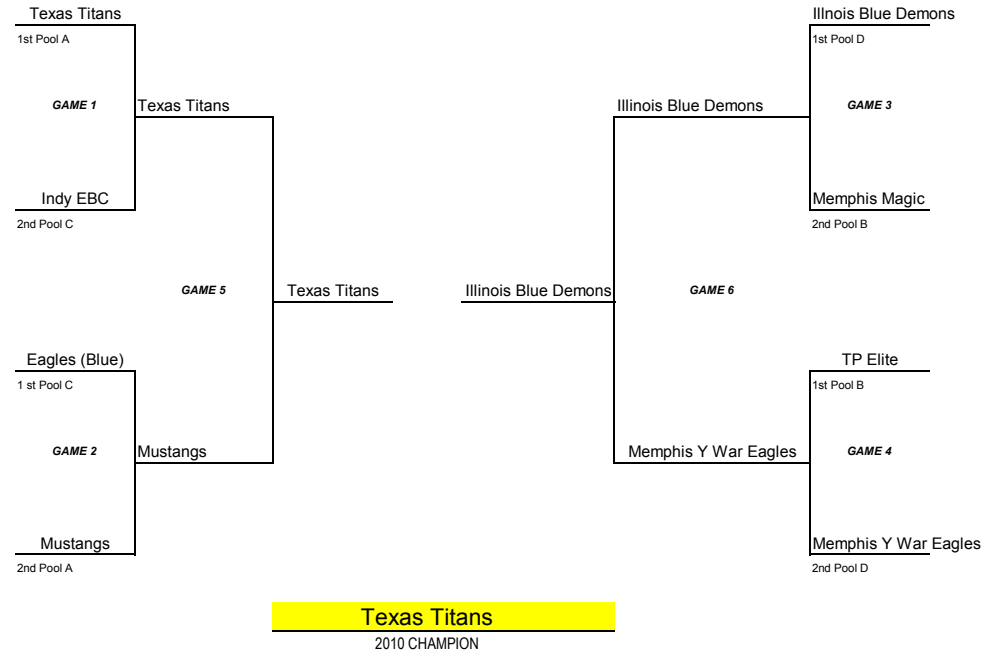 Texas Titans
Illnois Blue Demons
1st Pool A
1st Pool D
GAME 1
Texas Titans
Illinois Blue Demons
GAME 3
Indy EBC
Memphis Magic
2nd Pool C
2nd Pool B
GAME 5
Texas Titans
Illinois Blue Demons
GAME 6
Eagles (Blue)
TP Elite
1 st Pool C
1st Pool B
GAME 2
Mustangs
Memphis Y War Eagles
GAME 4
Mustangs
Memphis Y War Eagles
2nd Pool A
2nd Pool D
Texas Titans
2010 CHAMPION